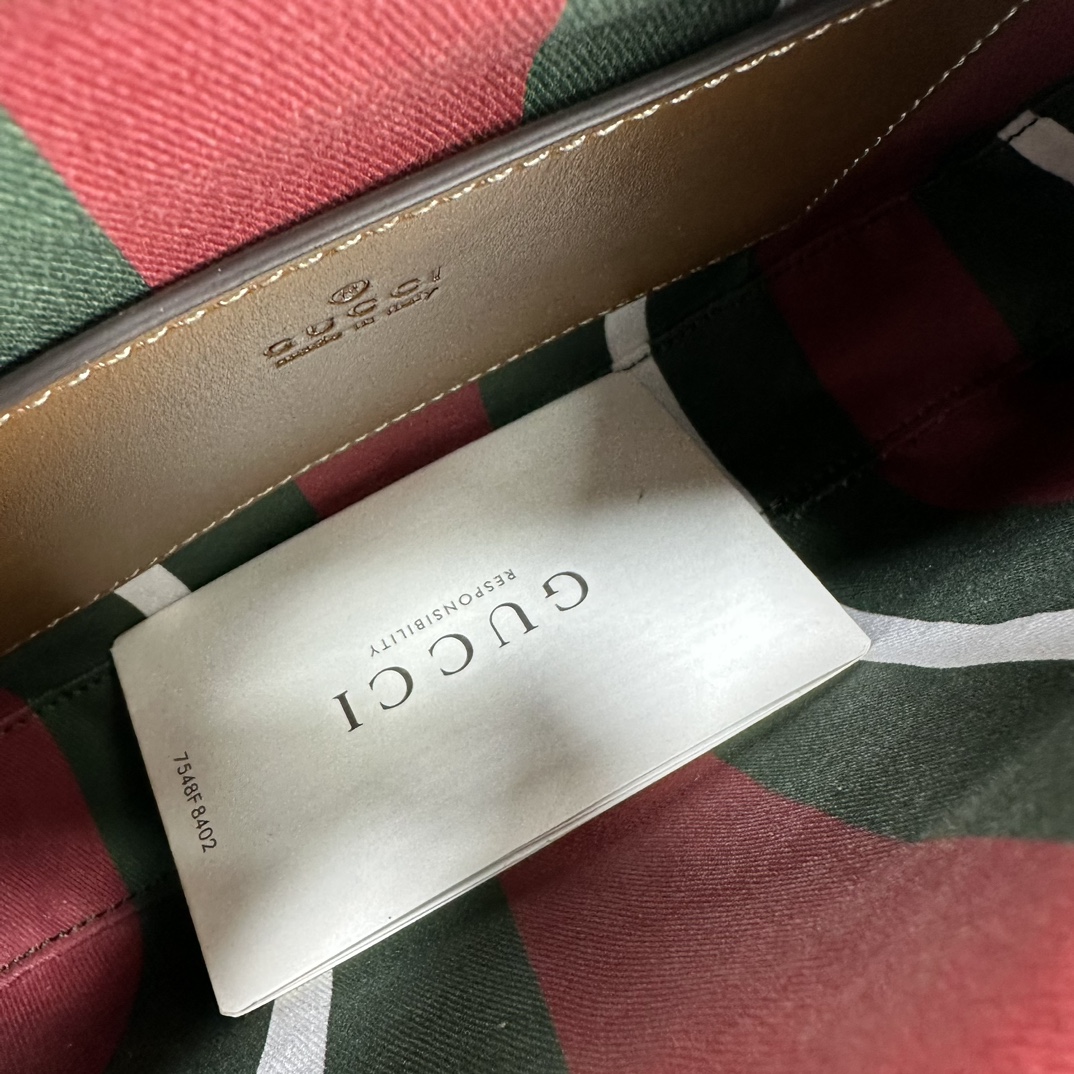 GUCCI
made in italy
GUCCI
RESPONSIBILITY
7548F8402